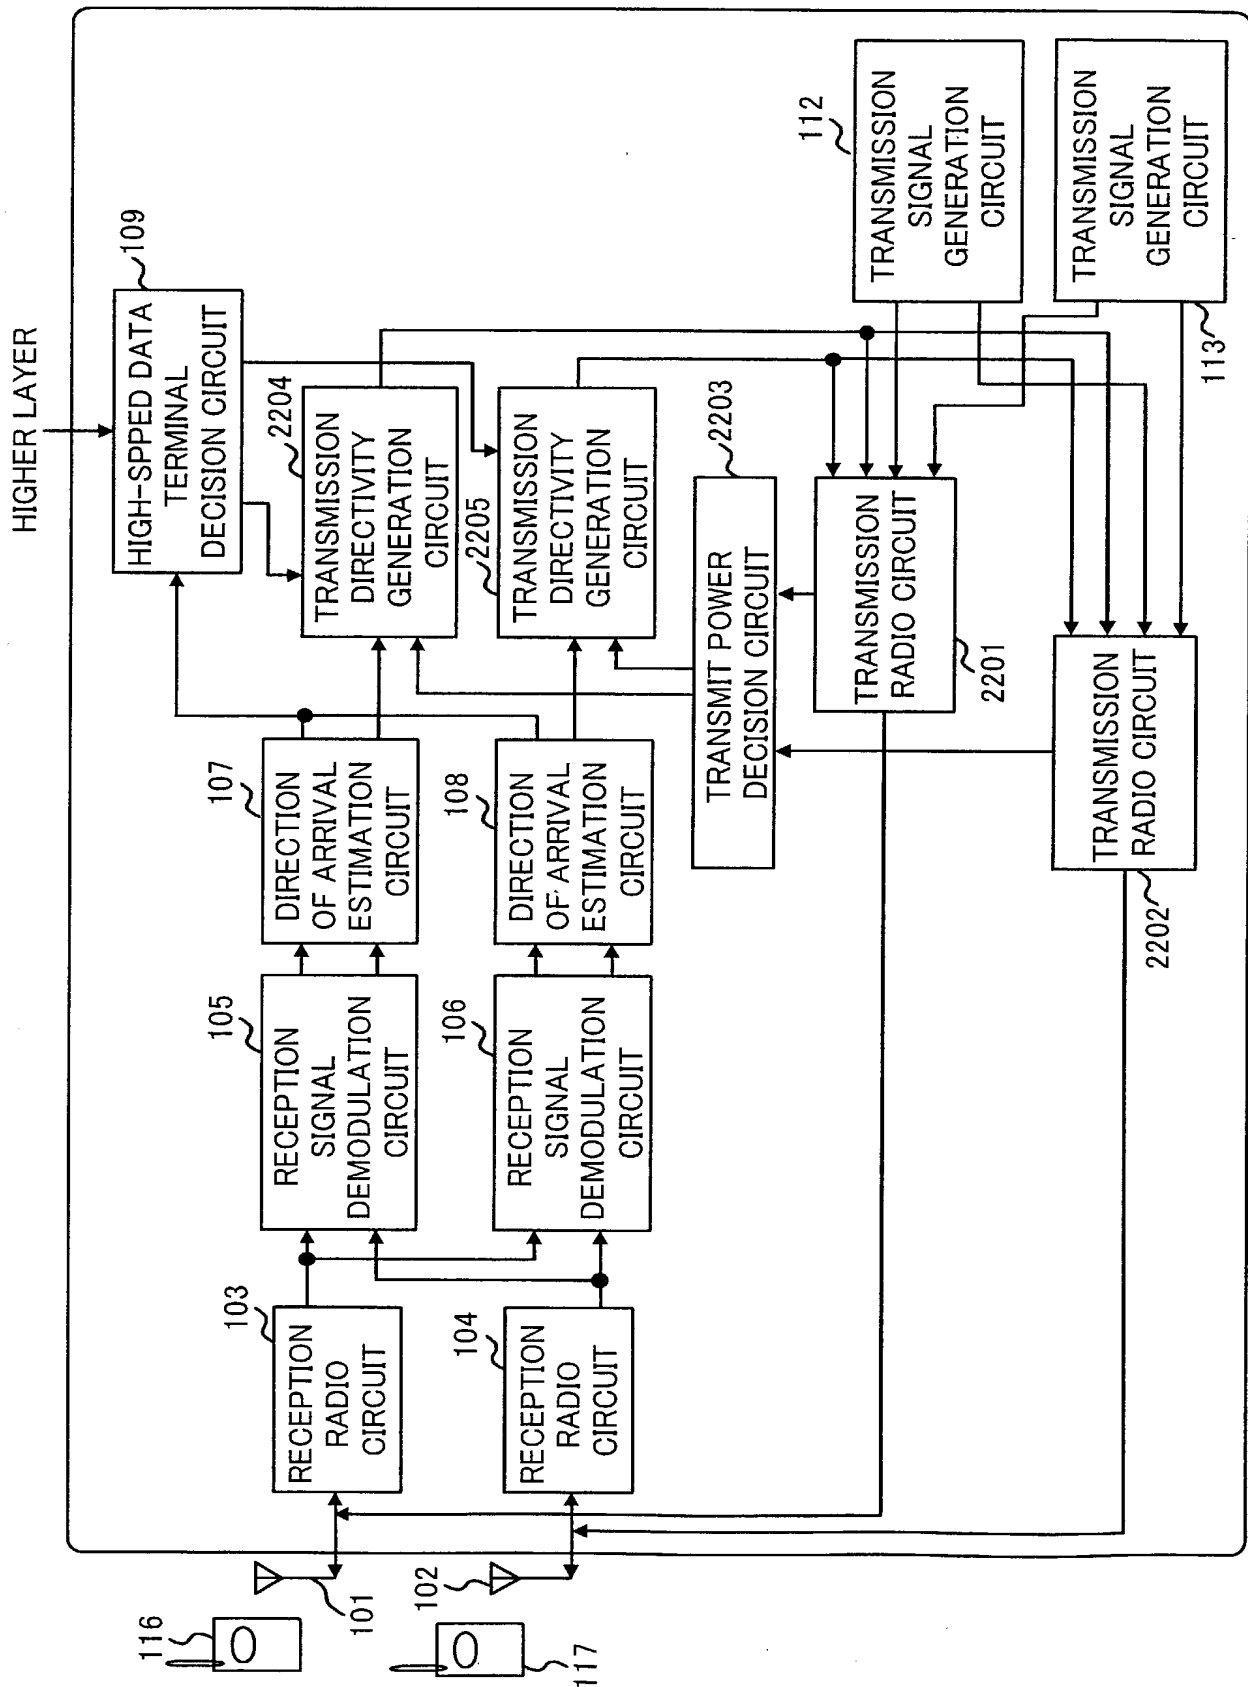 HIGHER LAYER
109
HIGH-SPPED DATA
TERMINAL
DECISION CIRCUIT
116
101
103
RECEPTION
RADIO
CIRCUIT
105
RECEPTION
SIGNAL
DEMODULATION
CIRCUIT
107
DIRECTION
OF ARRIVAL
ESTIMATION
CIRCUIT
2204
TRANSMISSION
DIRECTIVITY
GENERATION
CIRCUIT
117
102
104
RECEPTION
RADIO
CIRCUIT
106
RECEPTION
SIGNAL
DEMODULATION
CIRCUIT
108
DIRECTION
OF ARRIVAL
ESTIMATION
CIRCUIT
2205
TRANSMISSION
DIRECTIVITY
GENERATION
CIRCUIT
2203
TRANSMIT POWER
DECISION CIRCUIT
TRANSMISSION
RADIO CIRCUIT
2201
112
TRANSMISSION
SIGNAL
GENERATION
CIRCUIT
TRANSMISSION
RADIO CIRCUIT
2202
TRANSMISSION
SIGNAL
GENERATION
CIRCUIT
113